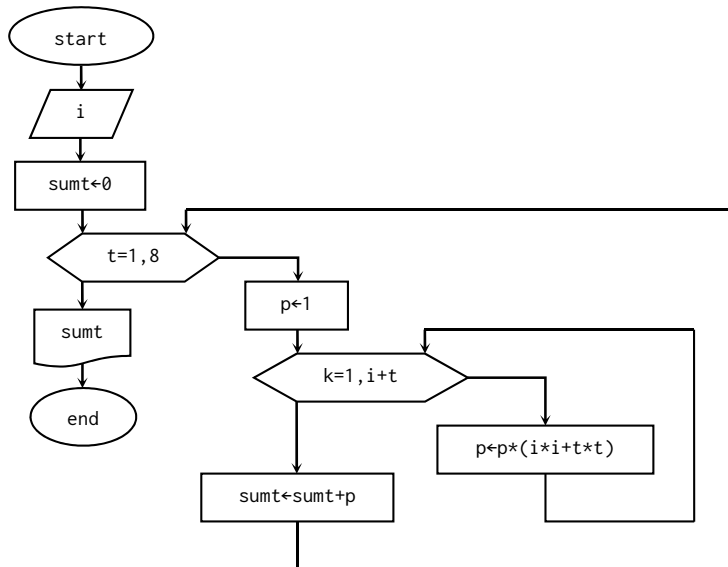 start
i
sumt←0
t=1,8
p←1
sumt
k=1,i+t
end
p←p*(i*i+t*t)
sumt←sumt+p